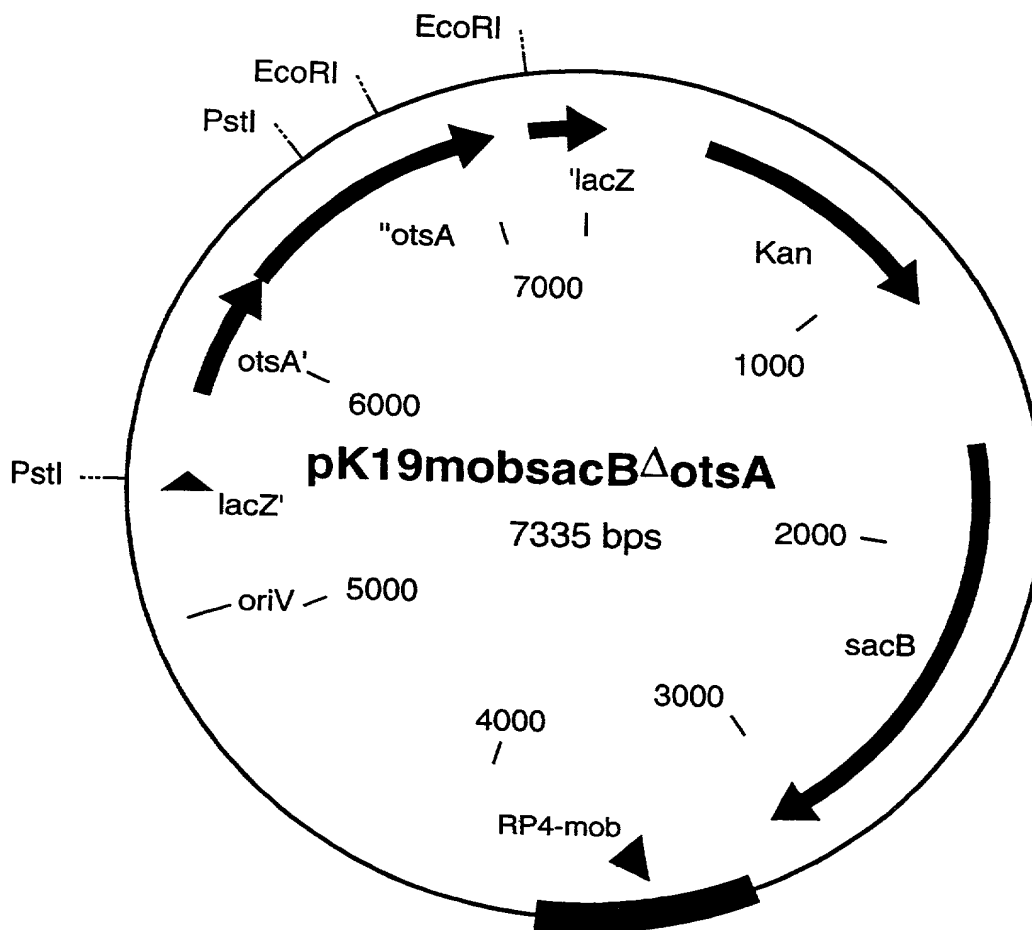 EcoRI
EcoRI
PstI
'lacZ
"otsA
Kan
7000
1000
otsA'
6000
pK19mobsacBΔotsA
PstI
lacZ'
7335 bps
2000
oriV
5000
sacB
3000
4000
RP4-mob